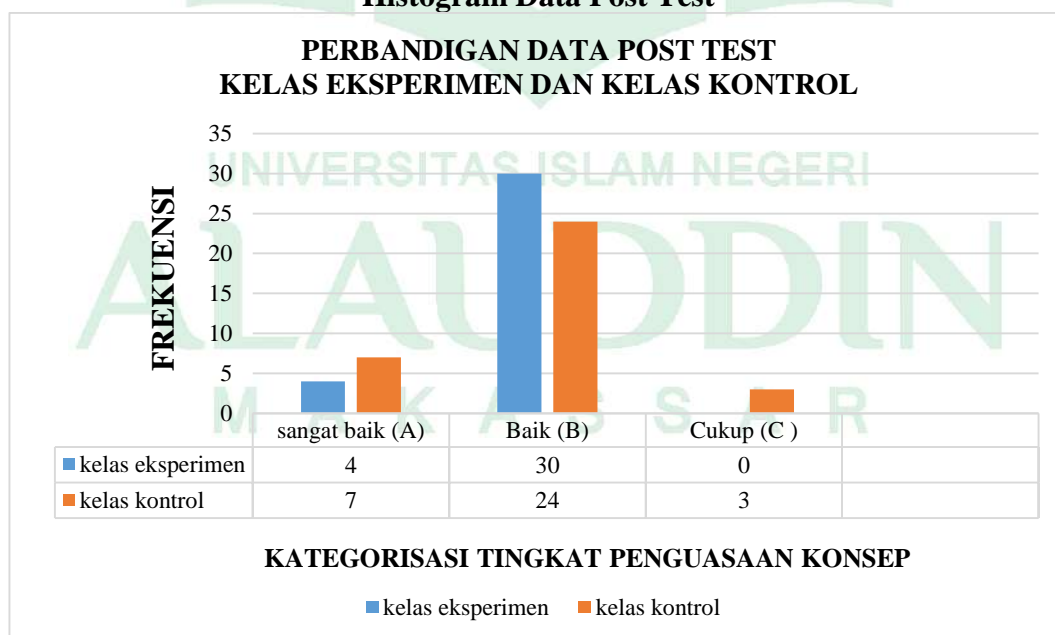 Histogram Data Post Test
PERBANDIGAN DATA POST TEST
KELAS EKSPERIMEN DAN KELAS KONTROL
UNIVERSITAS ISLAM NEGERI
ALAUDDIN
MAKASSAR
FREKUENSI
35
30
25
20
15
10
5
0
sangat baik (A) Baik (B) Cukup (C )
kelas eksperimen 4 30 0
kelas kontrol 7 24 3
KATEGORISASI TINGKAT PENGUASAAN KONSEP
kelas eksperimen kelas kontrol